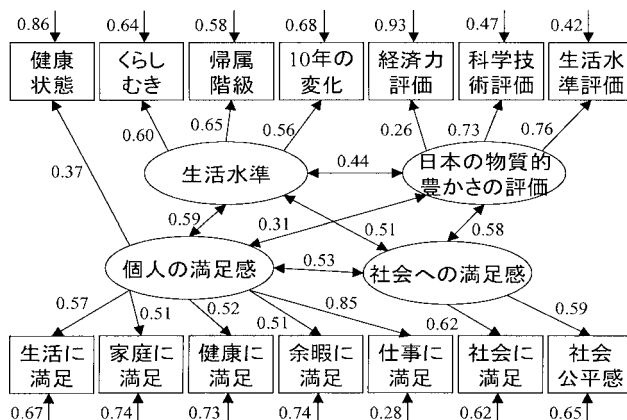 0.86
0.64
0.58
0.68
0.93
0.47
0.42
健康
状態
くらし
むき
帰属
階級
10年の
変化
経済力
評価
科学技
術評価
生活水
準評価
0.60
0.65
0.56
0.26
0.73
0.76
0.37
生活水準
0.44
日本の物質的
豊かさの評価
0.59
0.31
0.51
0.58
個人の満足感
0.53
社会への満足感
0.57
0.51
0.52
0.51
0.85
0.62
0.59
生活に
満足
家庭に
満足
健康に
満足
余暇に
満足
仕事に
満足
社会に
満足
社会
公平感
0.67
0.74
0.73
0.74
0.28
0.62
0.65